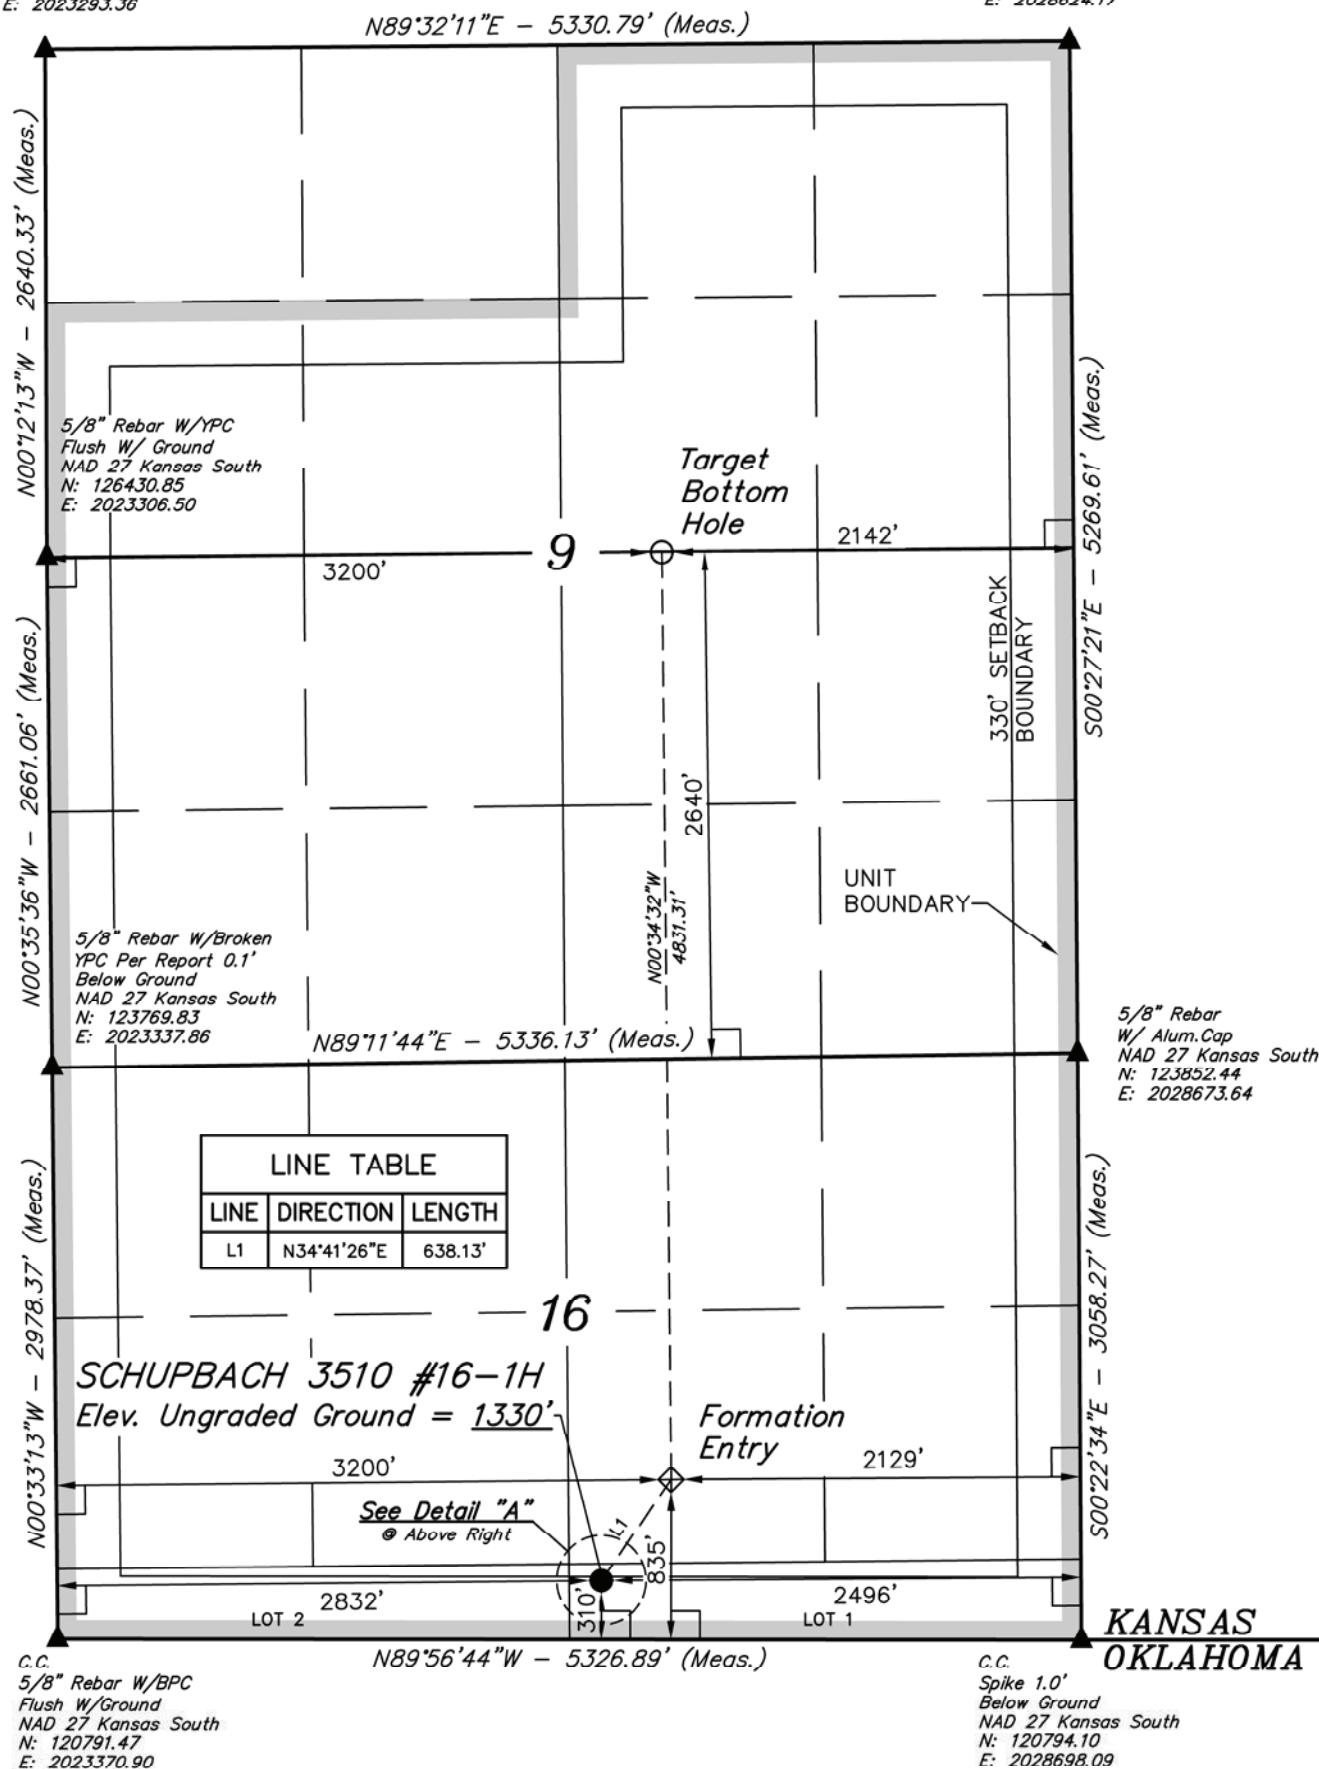 E: 2023293.36
E: 2028624.17
N89°32'11"E - 5330.79' (Meas.)
N00°12'13"W - 2640.33' (Meas.)
5/8" Rebar W/YPC
Flush W/ Ground
NAD 27 Kansas South
N: 126430.85
E: 2023306.50
Target
Bottom
Hole
9
3200'
2142'
S00°27'21"E - 5269.61' (Meas.)
330' SETBACK
BOUNDARY
N00°35'36"W - 2661.06' (Meas.)
2640'
N00°34'32"W
4831.31'
UNIT
BOUNDARY
5/8" Rebar W/Broken
YPC Per Report 0.1'
Below Ground
NAD 27 Kansas South
N: 123769.83
E: 2023337.86
N89°11'44"E - 5336.13' (Meas.)
5/8" Rebar
W/ Alum.Cap
NAD 27 Kansas South
N: 123852.44
E: 2028673.64
LINE TABLE
LINE DIRECTION LENGTH
L1 N34°41'26"E 638.13'
N00°33'13"W - 2978.37' (Meas.)
S00°22'34"E - 3058.27' (Meas.)
16
SCHUPBACH 3510 #16-1H
Elev. Ungraded Ground = 1330'
Formation
Entry
3200'
2129'
See Detail "A"
@ Above Right
L1
835'
2832'
310'
2496'
LOT 2
LOT 1
KANSAS
OKLAHOMA
N89°56'44"W - 5326.89' (Meas.)
C.C.
5/8" Rebar W/BPC
Flush W/Ground
NAD 27 Kansas South
N: 120791.47
E: 2023370.90
C.C.
Spike 1.0'
Below Ground
NAD 27 Kansas South
N: 120794.10
E: 2028698.09